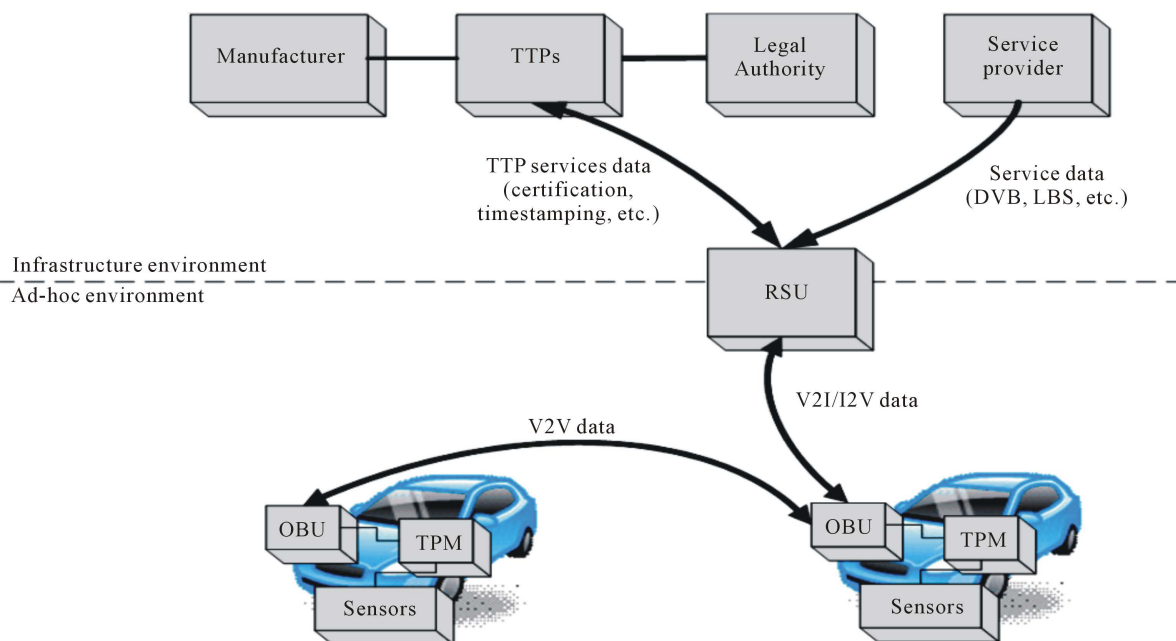 Manufacturer
TTPs
Legal
Authority
Service
provider
TTP services data
(certification,
timestamping, etc.)
Service data
(DVB, LBS, etc.)
Infrastructure environment
Ad-hoc environment
RSU
V2I/I2V data
V2V data
OBU
TPM
Sensors
OBU
TPM
Sensors